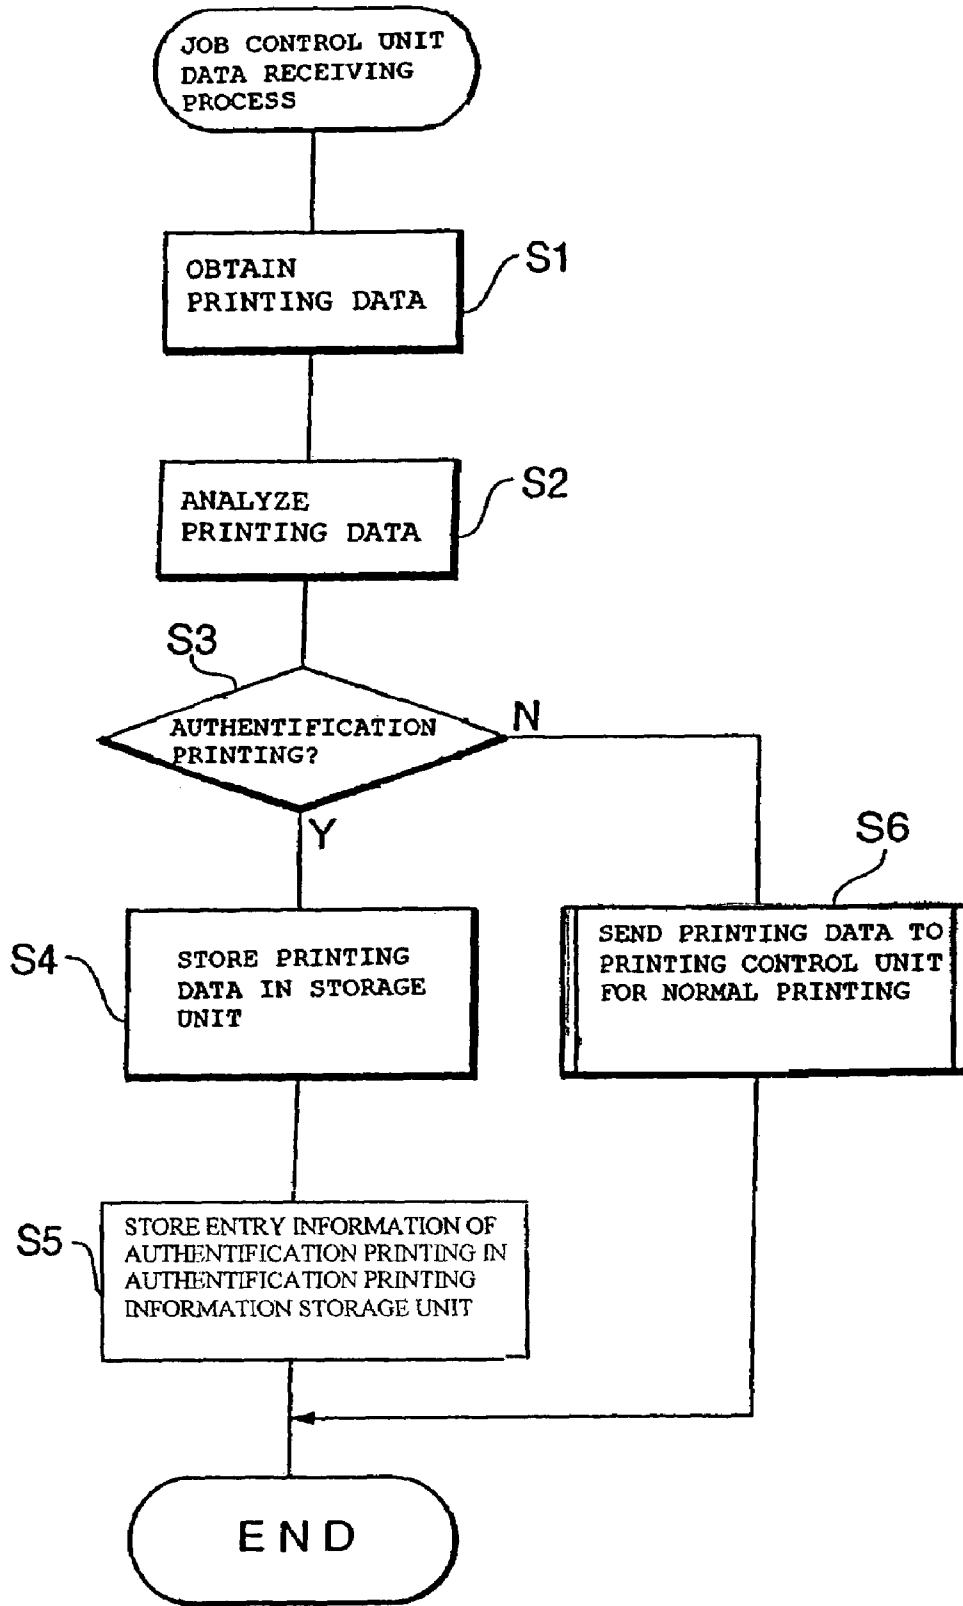 JOB CONTROL UNIT
DATA RECEIVING
PROCESS
OBTAIN
PRINTING DATA
S1
ANALYZE
PRINTING DATA
S2
S3
AUTHENTIFICATION
PRINTING?
N
Y
S4
STORE PRINTING
DATA IN STORAGE
UNIT
S6
SEND PRINTING DATA TO
PRINTING CONTROL UNIT
FOR NORMAL PRINTING
S5
STORE ENTRY INFORMATION OF
AUTHENTIFICATION PRINTING IN
AUTHENTIFICATION PRINTING
INFORMATION STORAGE UNIT
END